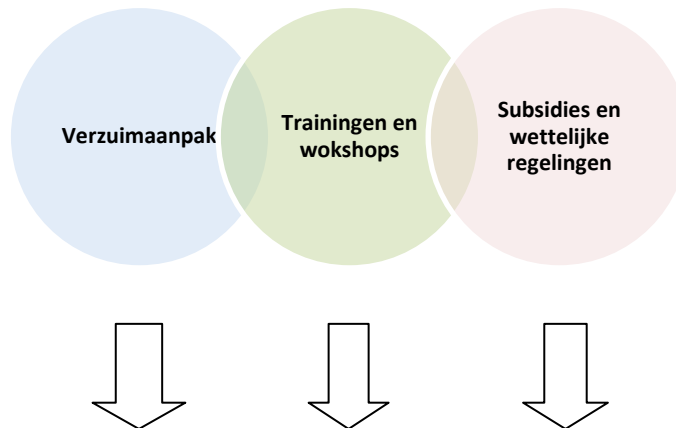 Verzuimaanpak
Trainingen en
wokshops
Subsidies en
wettelijke
regelingen